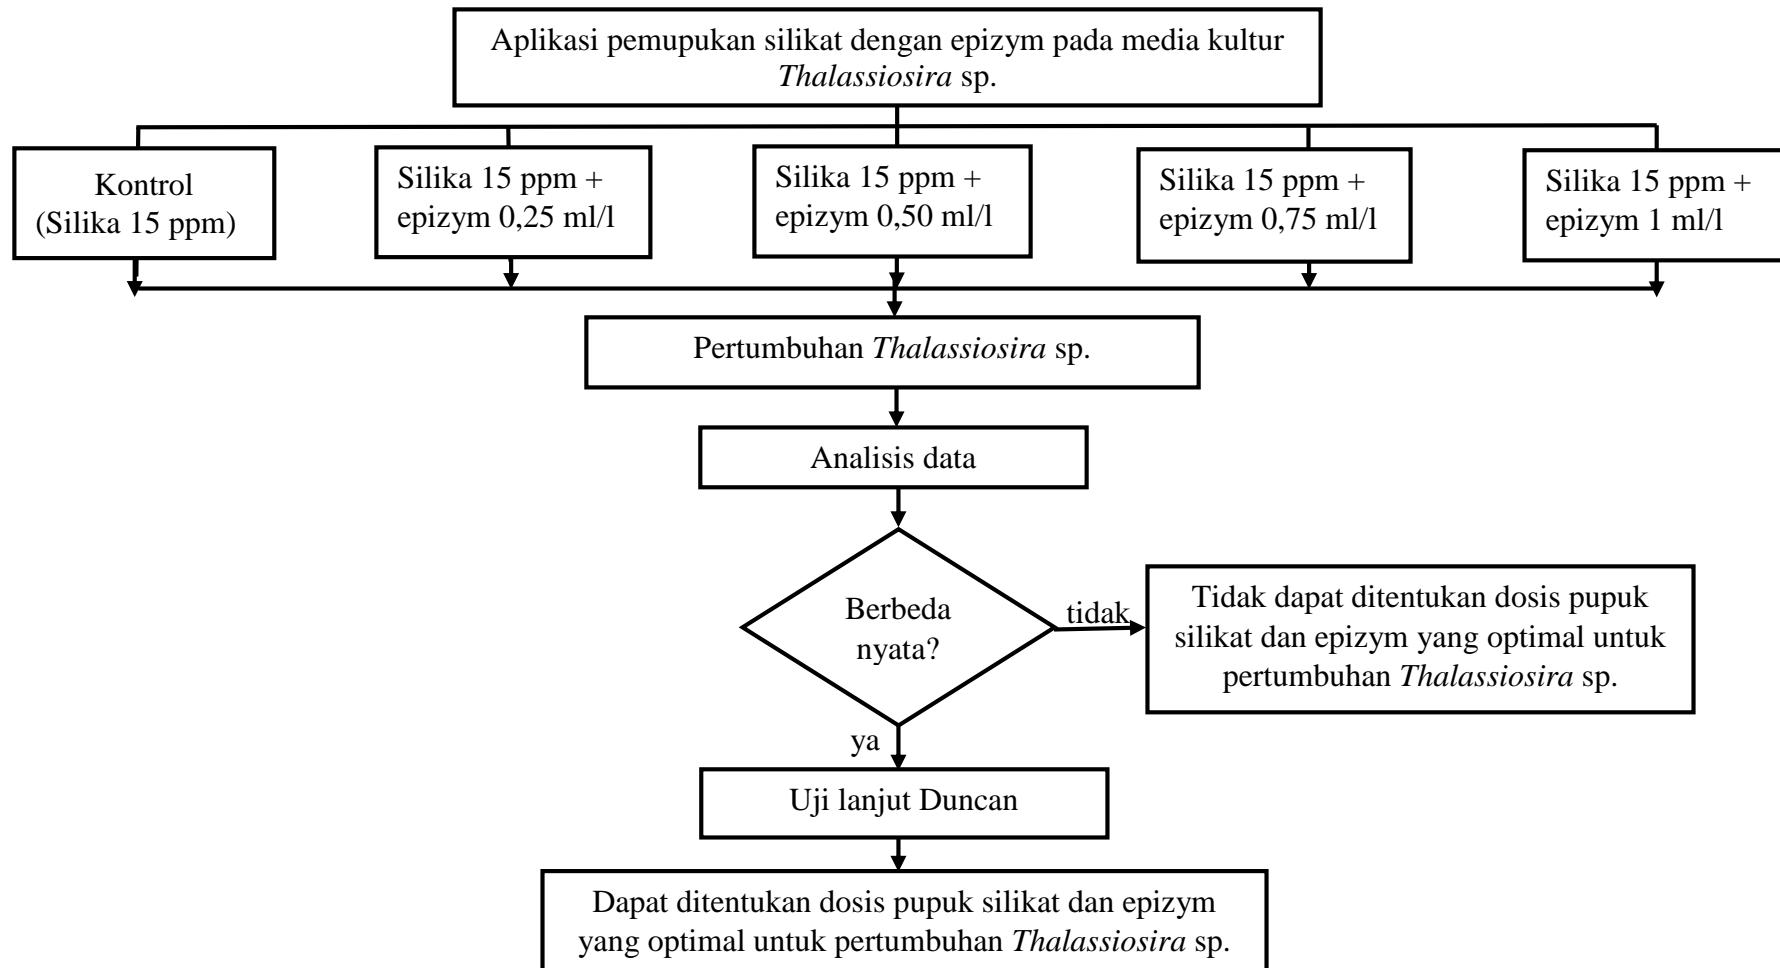 Aplikasi pemupukan silikat dengan epizym pada media kultur
Thalassiosira sp.
Kontrol
(Silika 15 ppm)
Silika 15 ppm +
epizym 0,25 ml/l
Silika 15 ppm +
epizym 0,50 ml/l
Silika 15 ppm +
epizym 0,75 ml/l
Silika 15 ppm +
epizym 1 ml/l
Pertumbuhan Thalassiosira sp.
Analisis data
Berbeda
nyata?
tidak
Tidak dapat ditentukan dosis pupuk
silikat dan epizym yang optimal untuk
pertumbuhan Thalassiosira sp.
ya
Uji lanjut Duncan
Dapat ditentukan dosis pupuk silikat dan epizym
yang optimal untuk pertumbuhan Thalassiosira sp.